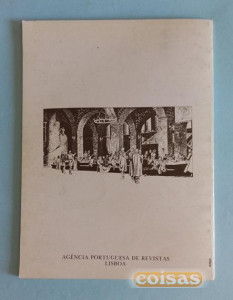 AGÊNCIA PORTUGUESA DE REVISTAS
LISBOA
coisas